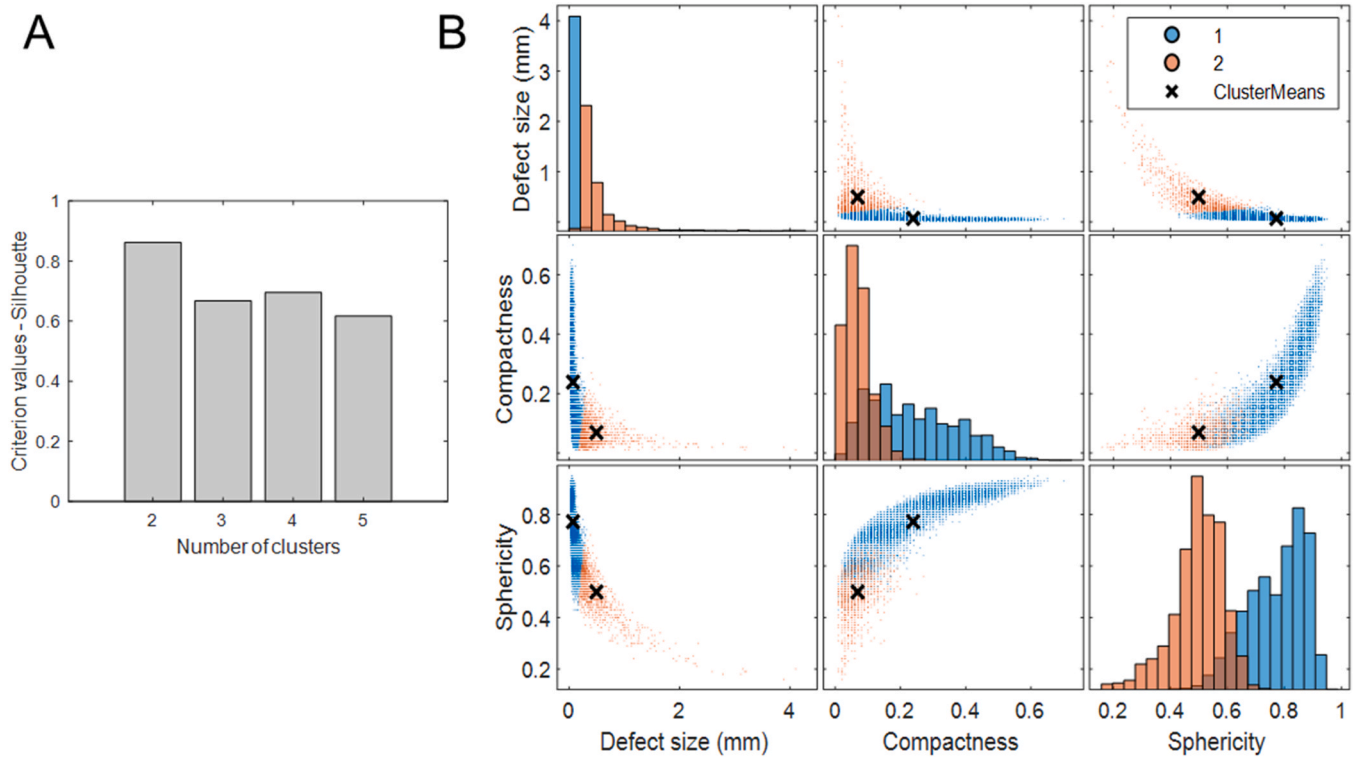 A
B
Criterion values - Silhouette
1
0.8
0.6
0.4
0.2
0
2 3 4 5
Number of clusters
Defect size (mm)
4
3
2
1
1
2
ClusterMeans
Compactness
0.6
0.4
0.2
Sphericity
0.8
0.6
0.4
0.2
0 2 4
0 0.2 0.4 0.6
0.2 0.4 0.6 0.8 1
Defect size (mm)
Compactness
Sphericity